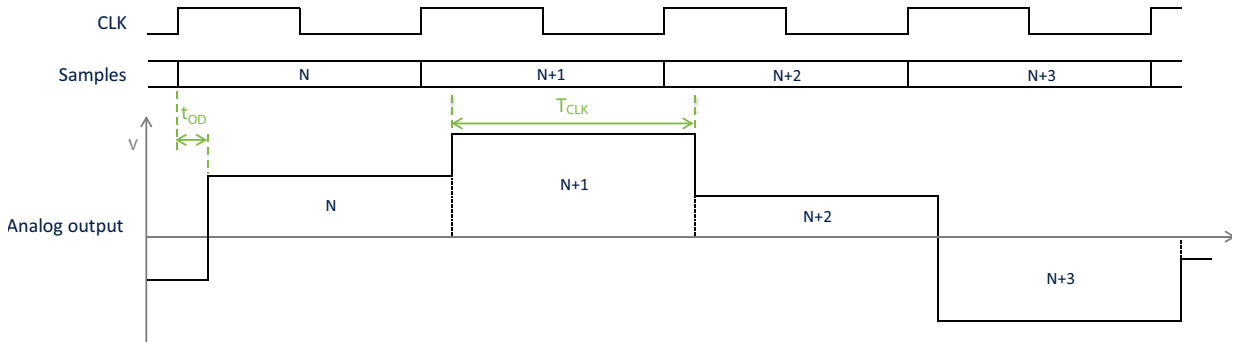 CLK
Samples
N
N+1
N+2
N+3
tOD
TCLK
V
Analog output
N
N+1
N+2
N+3